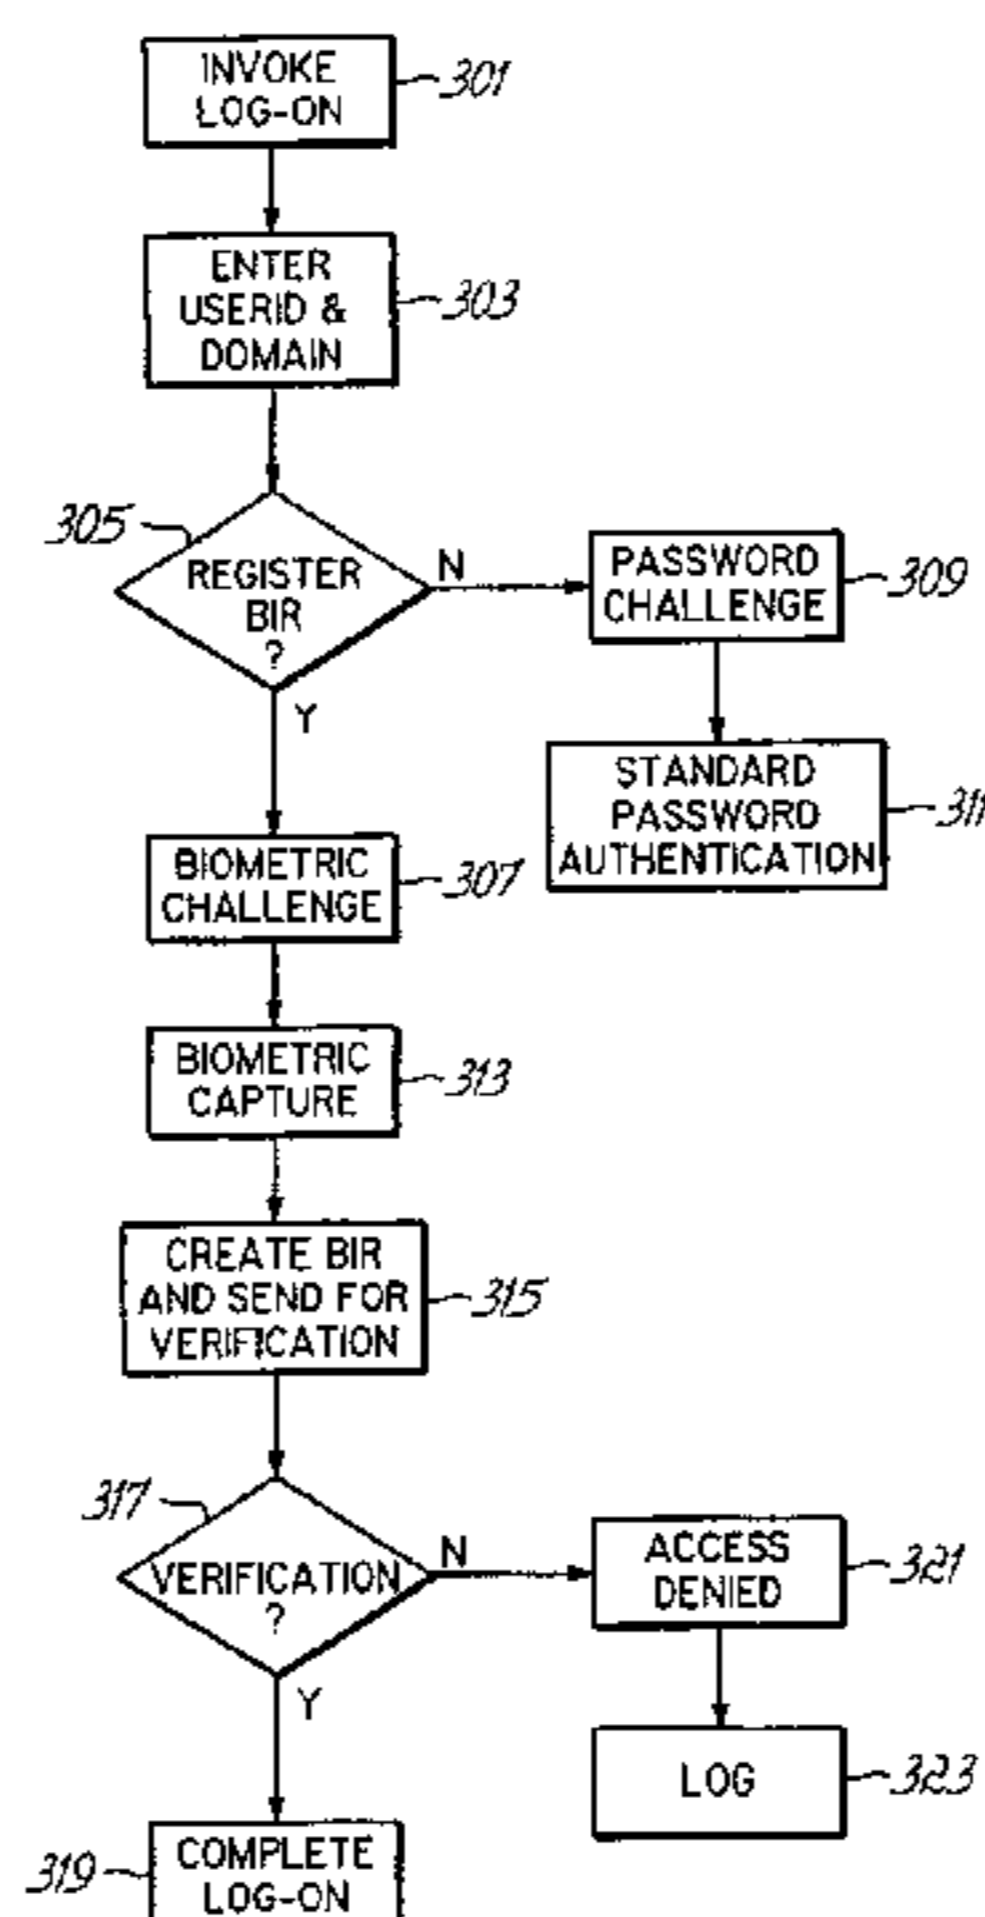 INVOKE
LOG-ON
301
ENTER
USERID &
DOMAIN
303
305
REGISTER
BIR
?
N
PASSWORD
CHALLENGE
309
Y
STANDARD
PASSWORD
AUTHENTICATION
311
BIOMETRIC
CHALLENGE
307
BIOMETRIC
CAPTURE
313
CREATE BIR
AND SEND FOR
VERIFICATION
315
317
VERIFICATION
?
N
ACCESS
DENIED
321
Y
LOG
323
319
COMPLETE
LOG-ON